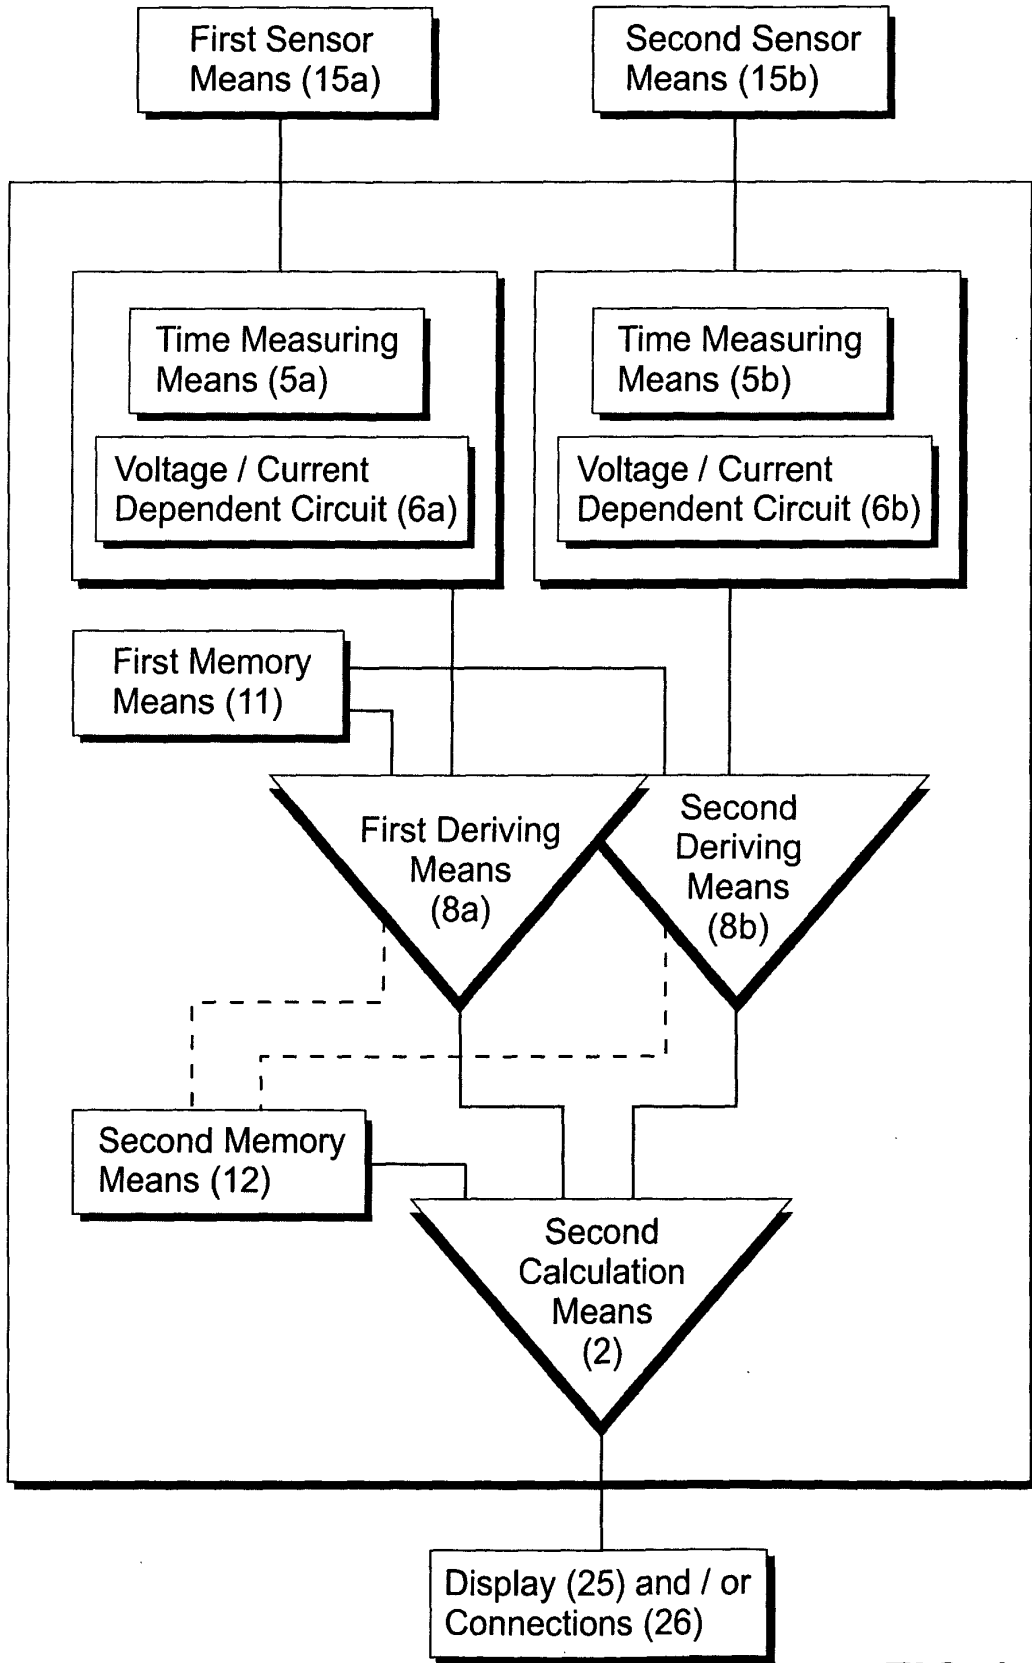 First Sensor
Means (15a)
Second Sensor
Means (15b)
Time Measuring
Means (5a)
Time Measuring
Means (5b)
Voltage / Current
Dependent Circuit (6a)
Voltage / Current
Dependent Circuit (6b)
First Memory
Means (11)
First Deriving
Means
(8a)
Second
Deriving
Means
(8b)
Second Memory
Means (12)
Second
Calculation
Means
(2)
Display (25) and / or
Connections (26)